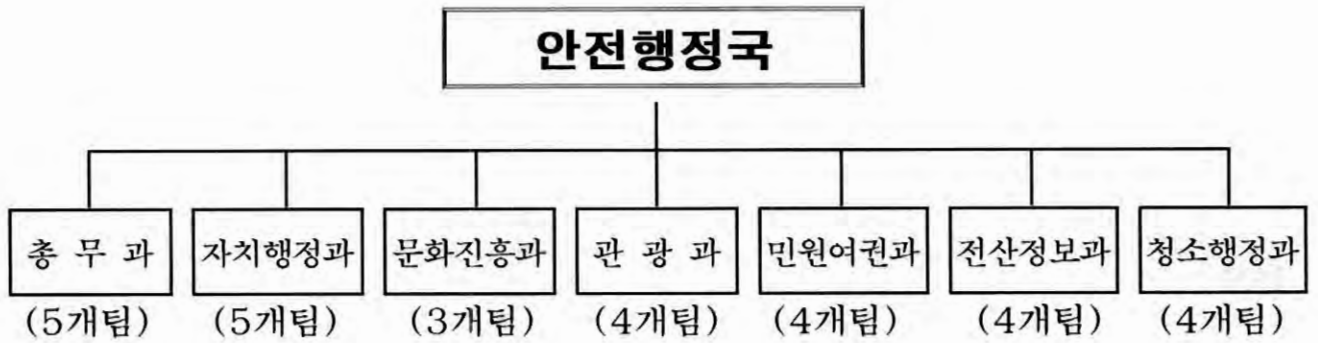 안전행정국
총 무 과 자치행정과 문화진흥과 관 광 과 민원여권과 전산정보과 청소행정과
(5개팀) (5개팀) (3개팀) (4개팀) (4개팀) (4개팀) (4개팀)